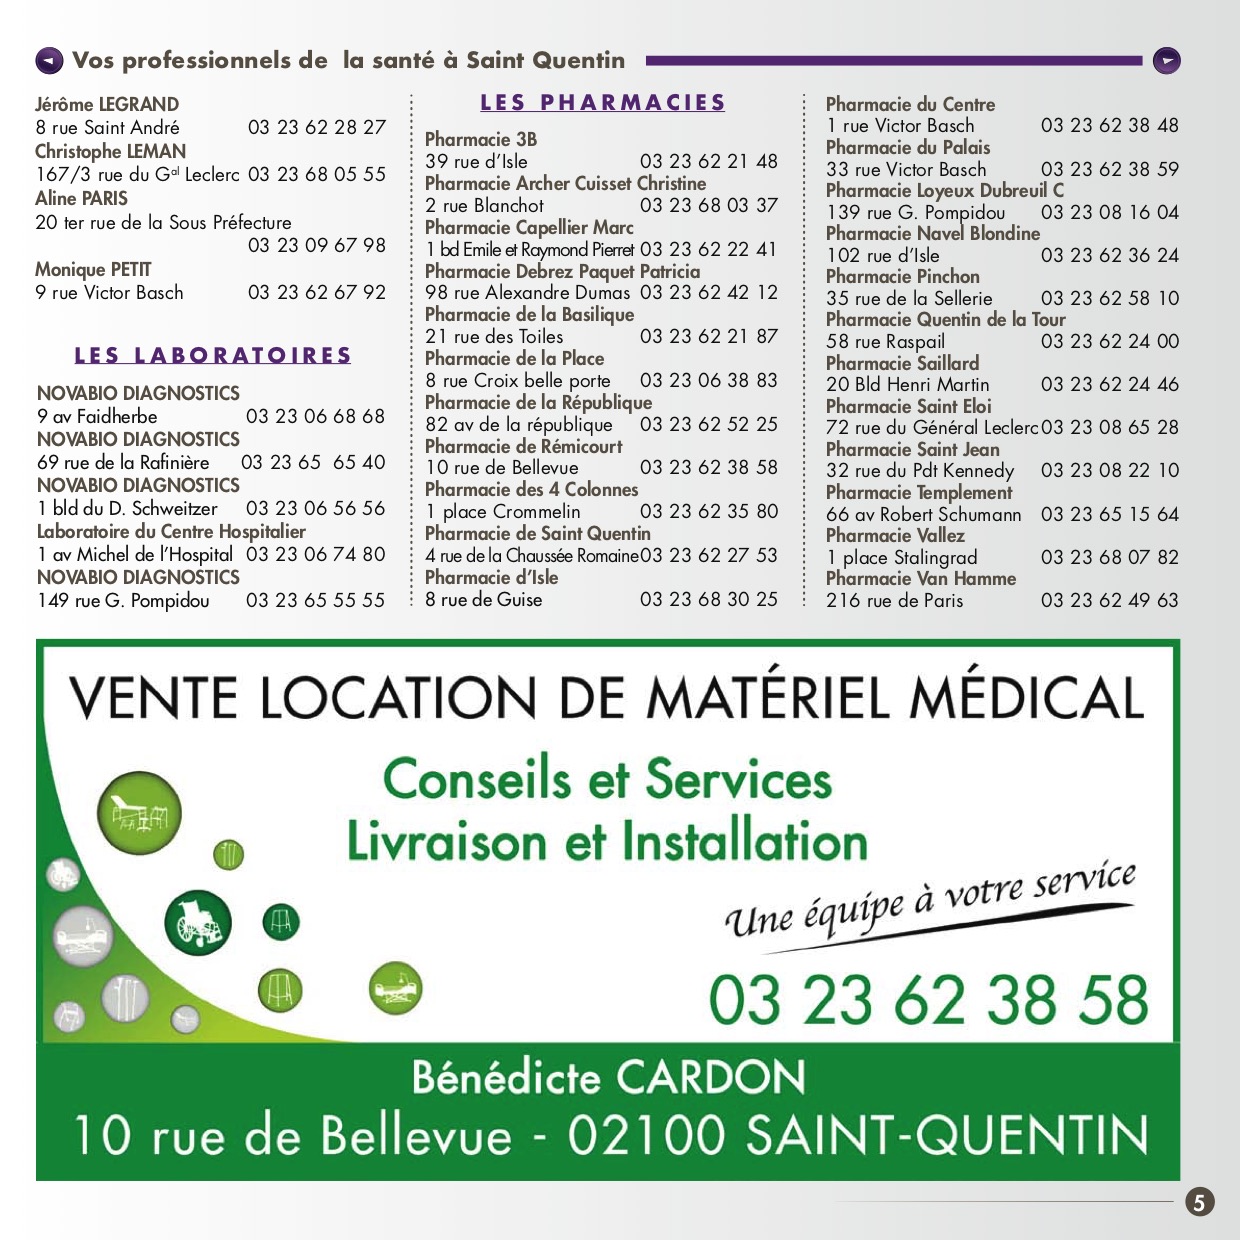 Vos professionnels de la santé à Saint Quentin
Jérôme LEGRAND
8 rue Saint André 03 23 62 28 27
Christophe LEMAN
167/3 rue du Gal Leclerc 03 23 68 05 55
Aline PARIS
20 ter rue de la Sous Préfecture
03 23 09 67 98
Monique PETIT
9 rue Victor Basch 03 23 62 67 92
LES LABORATOIRES
NOVABIO DIAGNOSTICS
9 av Faidherbe 03 23 06 68 68
NOVABIO DIAGNOSTICS
69 rue de la Rafinière 03 23 65 65 40
NOVABIO DIAGNOSTICS
1 bld du D. Schweitzer 03 23 06 56 56
Laboratoire du Centre Hospitalier
1 av Michel de l'Hospital 03 23 06 74 80
NOVABIO DIAGNOSTICS
149 rue G. Pompidou 03 23 65 55 55
LES PHARMACIES
Pharmacie 3B
39 rue d'Isle 03 23 62 21 48
Pharmacie Archer Cuisset Christine
2 rue Blanchot 03 23 68 03 37
Pharmacie Capellier Marc
1 bd Emile et Raymond Pierret 03 23 62 22 41
Pharmacie Debrez Paquet Patricia
98 rue Alexandre Dumas 03 23 62 42 12
Pharmacie de la Basilique
21 rue des Toiles 03 23 62 21 87
Pharmacie de la Place
8 rue Croix belle porte 03 23 06 38 83
Pharmacie de la République
82 av de la république 03 23 62 52 25
Pharmacie de Rémicourt
10 rue de Bellevue 03 23 62 38 58
Pharmacie des 4 Colonnes
1 place Crommelin 03 23 62 35 80
Pharmacie de Saint Quentin
4 rue de la Chaussée Romaine 03 23 62 27 53
Pharmacie d'Isle
8 rue de Guise 03 23 68 30 25
Pharmacie du Centre
1 rue Victor Basch 03 23 62 38 48
Pharmacie du Palais
33 rue Victor Basch 03 23 62 38 59
Pharmacie Loyeux Dubreuil C
139 rue G. Pompidou 03 23 08 16 04
Pharmacie Navel Blondine
102 rue d'Isle 03 23 62 36 24
Pharmacie Pinchon
35 rue de la Sellerie 03 23 62 58 10
Pharmacie Quentin de la Tour
58 rue Raspail 03 23 62 24 00
Pharmacie Saillard
20 Bld Henri Martin 03 23 62 24 46
Pharmacie Saint Eloi
72 rue du Général Leclerc 03 23 08 65 28
Pharmacie Saint Jean
32 rue du Pdt Kennedy 03 23 08 22 10
Pharmacie Templement
66 av Robert Schumann 03 23 65 15 64
Pharmacie Vallez
1 place Stalingrad 03 23 68 07 82
Pharmacie Van Hamme
216 rue de Paris 03 23 62 49 63
VENTE LOCATION DE MATÉRIEL MÉDICAL
Conseils et Services
Livraison et Installation
Une équipe à votre service
03 23 62 38 58
Bénédicte CARDON
10 rue de Bellevue - 02100 SAINT-QUENTIN
5